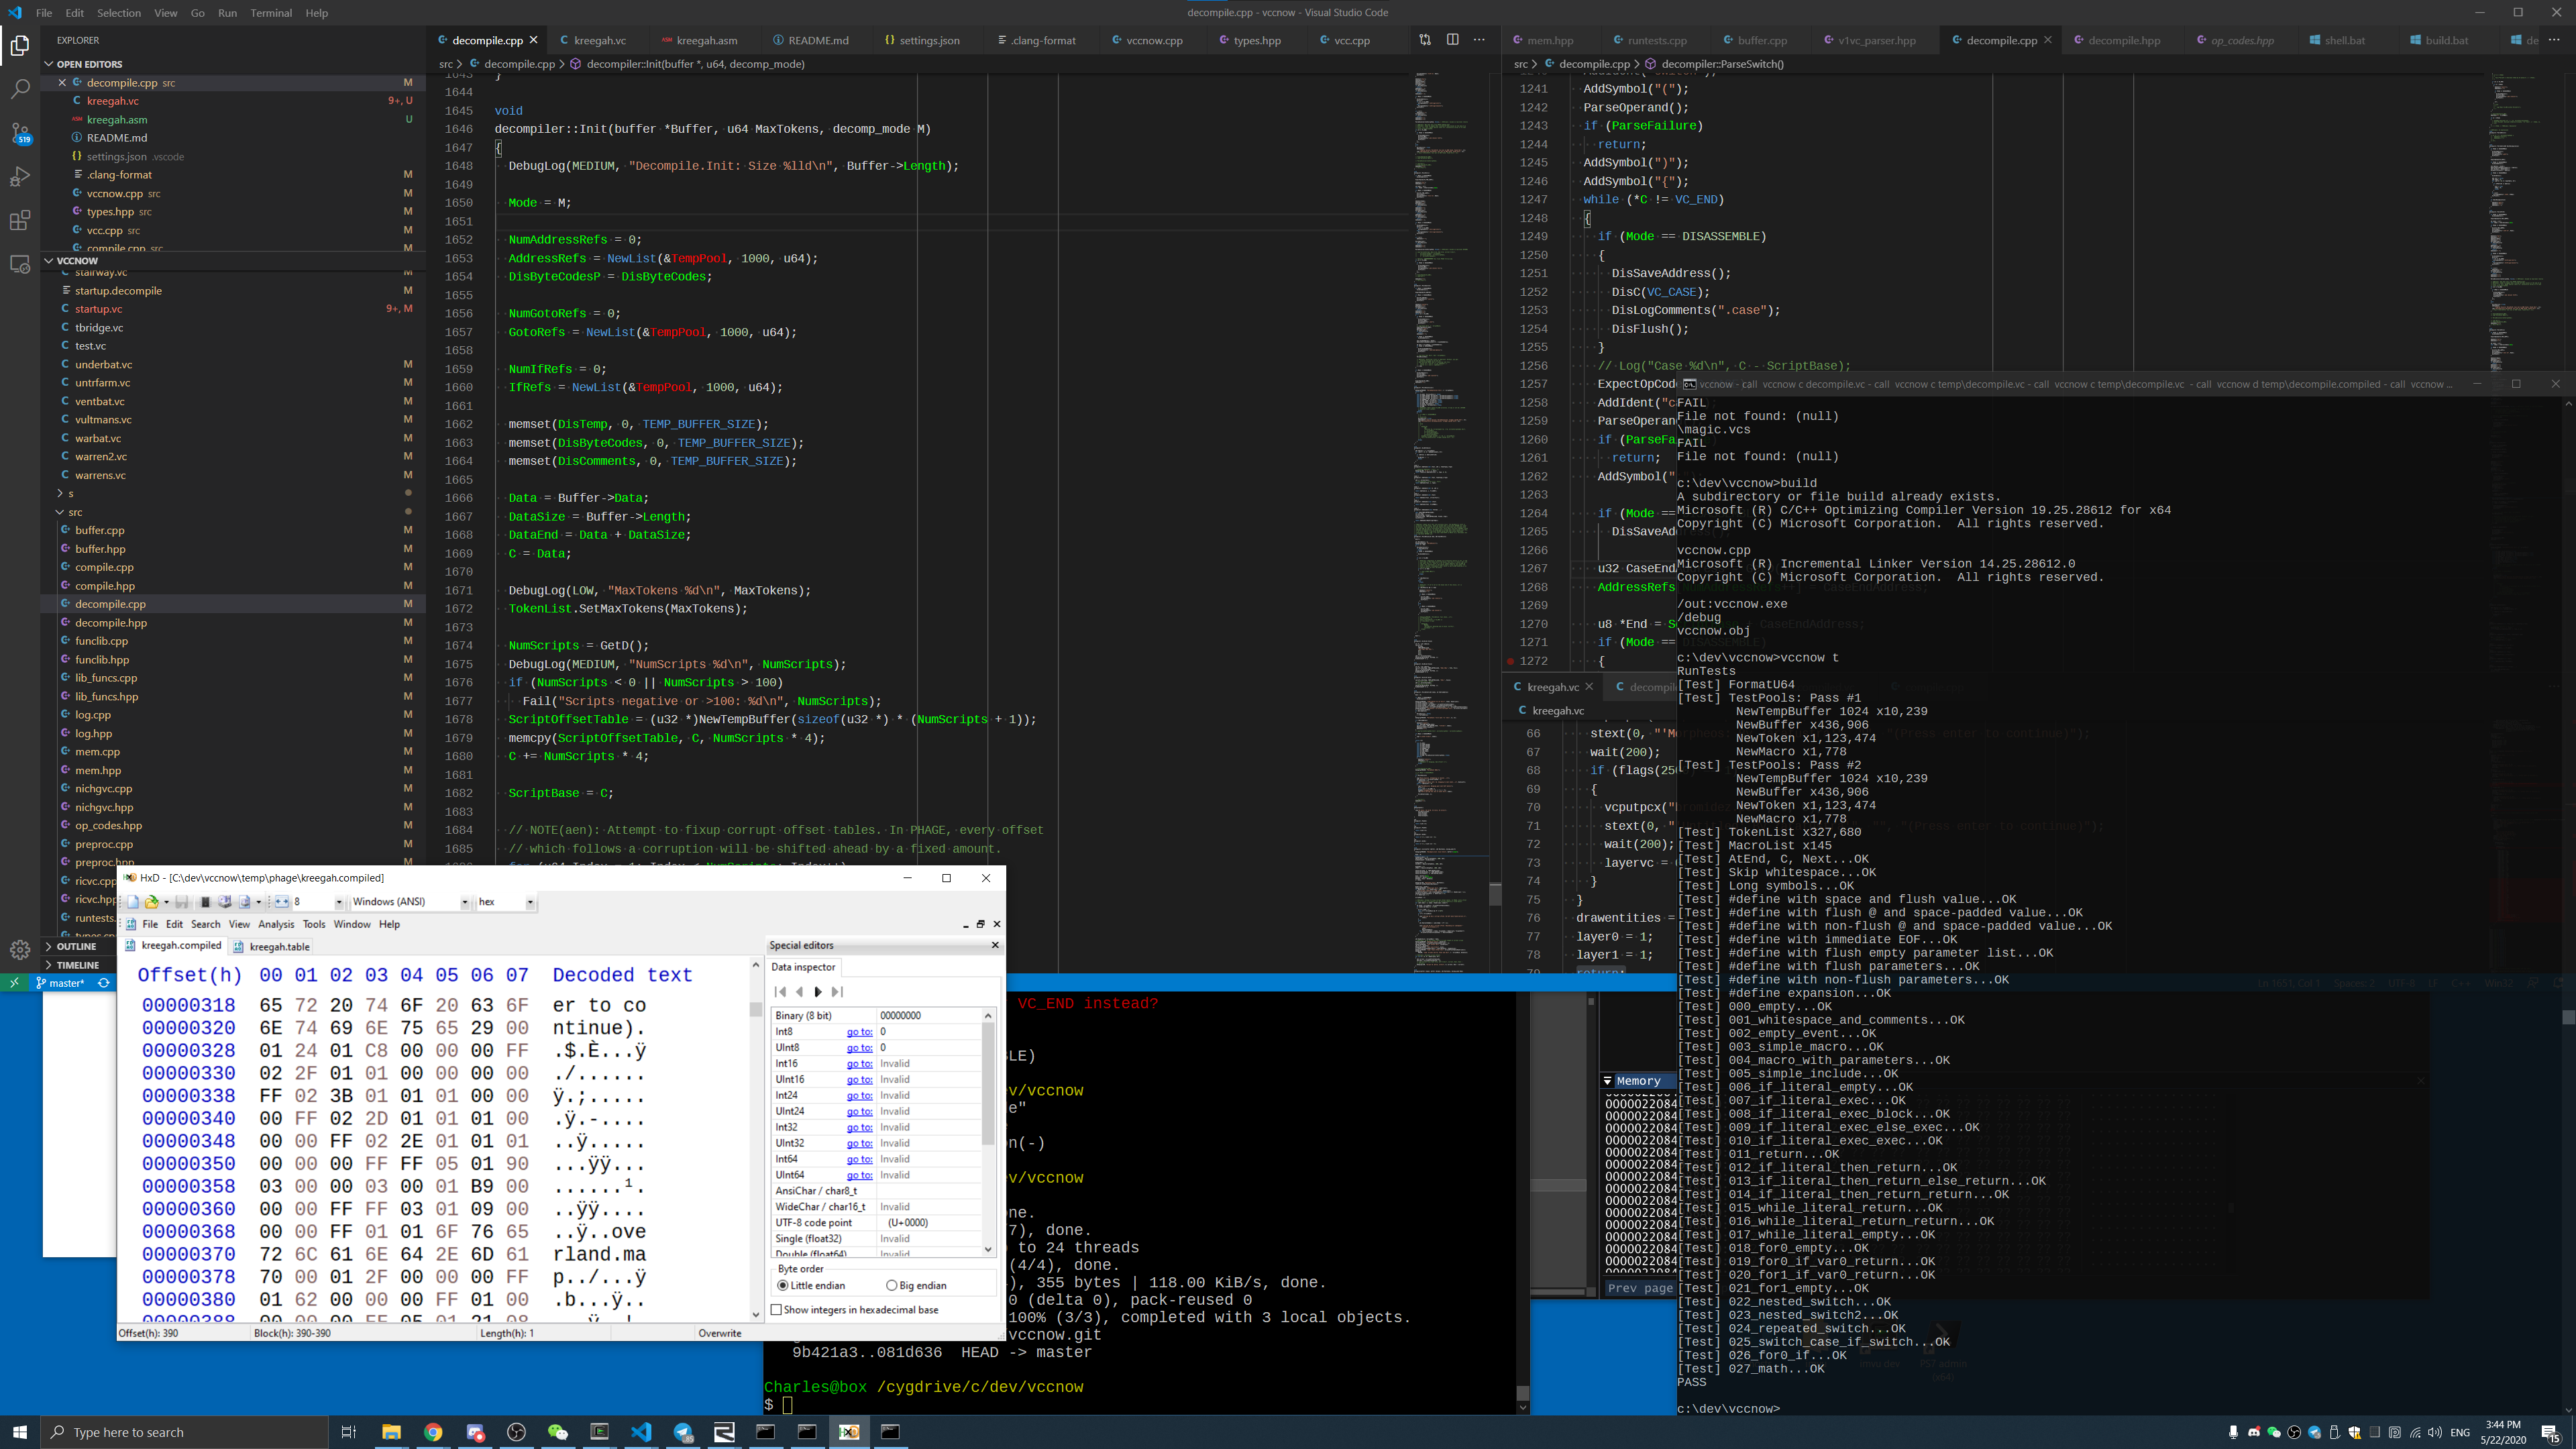 File Edit Selection View Go Run Terminal Help
decompile.cpp - vccnow - Visual Studio Code
EXPLORER
OPEN EDITORS
decompile.cpp src M
kreegah.vc 9+, U
kreegah.asm U
README.md
settings.json .vscode
.clang-format M
vccnow.cpp src M
types.hpp src M
vcc.cpp src M
compile.cpp src M
VCCNOW
stairway.vc M
startup.decompile M
startup.vc 9+, M
tbridge.vc
test.vc
underbat.vc M
untrfarm.vc M
ventbat.vc M
vultmans.vc M
warbat.vc M
warren2.vc M
warrens.vc M
s
src
buffer.cpp M
buffer.hpp M
compile.cpp M
compile.hpp M
decompile.cpp M
decompile.hpp M
funclib.cpp M
funclib.hpp M
lib_funcs.cpp M
lib_funcs.hpp M
log.cpp M
log.hpp M
mem.cpp M
mem.hpp M
nichgvc.cpp M
nichgvc.hpp M
op_codes.hpp M
preproc.cpp M
preproc.hpp M
OUTLINE
TIMELINE
master*
519
decompile.cpp kreegah.vc kreegah.asm README.md settings.json .clang-format vccnow.cpp types.hpp vcc.cpp
src > decompile.cpp > decompiler::Init(buffer *, u64, decomp_mode)
1643 }
1644
1645 void
1646 decompiler::Init(buffer *Buffer, u64 MaxTokens, decomp_mode M)
1647 {
1648 DebugLog(MEDIUM, "Decompile.Init: Size %lld\n", Buffer->Length);
1649
1650 Mode = M;
1651
1652 NumAddressRefs = 0;
1653 AddressRefs = NewList(&TempPool, 1000, u64);
1654 DisByteCodesP = DisByteCodes;
1655
1656 NumGotoRefs = 0;
1657 GotoRefs = NewList(&TempPool, 1000, u64);
1658
1659 NumIfRefs = 0;
1660 IfRefs = NewList(&TempPool, 1000, u64);
1661
1662 memset(DisTemp, 0, TEMP_BUFFER_SIZE);
1663 memset(DisByteCodes, 0, TEMP_BUFFER_SIZE);
1664 memset(DisComments, 0, TEMP_BUFFER_SIZE);
1665
1666 Data = Buffer->Data;
1667 DataSize = Buffer->Length;
1668 DataEnd = Data + DataSize;
1669 C = Data;
1670
1671 DebugLog(LOW, "MaxTokens %d\n", MaxTokens);
1672 TokenList.SetMaxTokens(MaxTokens);
1673
1674 NumScripts = GetD();
1675 DebugLog(MEDIUM, "NumScripts %d\n", NumScripts);
1676 if (NumScripts < 0 || NumScripts > 100)
1677 Fail("Scripts negative or >100: %d\n", NumScripts);
1678 ScriptOffsetTable = (u32 *)NewTempBuffer(sizeof(u32 *) * (NumScripts + 1));
1679 memcpy(ScriptOffsetTable, C, NumScripts * 4);
1680 C += NumScripts * 4;
1681
1682 ScriptBase = C;
1683
1684 // NOTE(aen): Attempt to fixup corrupt offset tables. In PHAGE, every offset
1685 // which follows a corruption will be shifted ahead by a fixed amount.
mem.hpp runtests.cpp buffer.cpp v1vc_parser.hpp decompile.cpp decompile.hpp op_codes.hpp shell.bat build.bat
src > decompile.cpp > decompiler::ParseSwitch()
1241 AddSymbol("(");
1242 ParseOperand();
1243 if (ParseFailure)
1244 return;
1245 AddSymbol(")");
1246 AddSymbol("{");
1247 while (*C != VC_END)
1248 {
1249 if (Mode == DISASSEMBLE)
1250 {
1251 DisSaveAddress();
1252 DisC(VC_CASE);
1253 DisLogComments(".case");
1254 DisFlush();
1255 }
1256 // Log("Case %d\n", C - ScriptBase);
1257 ExpectOpCod
1258 AddIdent("c
1259 ParseOperan
1260 if (ParseFa
1261 return;
1262 AddSymbol("
1263
1264 if (Mode ==
1265 DisSaveAd
1266
1267 u32 CaseEndA
1268 AddressRefs
1269
1270 u8 *End = S
1271 if (Mode ==
1272 {
kreegah.vc
kreegah.vc
66 stext(0,
67 wait(200);
68 if (flags(25
69 {
70 vcputpcx("
71 stext(0,
72 wait(200);
73 layervc =
74 }
75 }
76 drawentities =
77 layer0 = 1;
78 layer1 = 1;
79 return;
vccnow - call vccnow c decompile.vc - call vccnow c temp\decompile.vc - call vccnow c temp\decompile.vc - call vccnow d temp\decompile.compiled - call vccnow ...
FAIL
File not found: (null)
\magic.vcs
FAIL
File not found: (null)
c:\dev\vccnow>build
A subdirectory or file build already exists.
Microsoft (R) C/C++ Optimizing Compiler Version 19.25.28612 for x64
Copyright (C) Microsoft Corporation. All rights reserved.
vccnow.cpp
Microsoft (R) Incremental Linker Version 14.25.28612.0
Copyright (C) Microsoft Corporation. All rights reserved.
/out:vccnow.exe
/debug
vccnow.obj
c:\dev\vccnow>vccnow t
RunTests
[Test] FormatU64
[Test] TestPools: Pass #1
NewTempBuffer 1024 x10,239
NewBuffer x436,906
NewToken x1,123,474
NewMacro x1,778
[Test] TestPools: Pass #2
NewTempBuffer 1024 x10,239
NewBuffer x436,906
NewToken x1,123,474
NewMacro x1,778
[Test] TokenList x327,680
[Test] MacroList x145
[Test] AtEnd, C, Next...OK
[Test] Skip whitespace...OK
[Test] Long symbols...OK
[Test] #define with space and flush value...OK
[Test] #define with flush @ and space-padded value...OK
[Test] #define with non-flush @ and space-padded value...OK
[Test] #define with immediate EOF...OK
[Test] #define with flush empty parameter list...OK
[Test] #define with flush parameters...OK
[Test] #define with non-flush parameters...OK
[Test] #define expansion...OK
[Test] 000_empty...OK
[Test] 001_whitespace_and_comments...OK
[Test] 002_empty_event...OK
[Test] 003_simple_macro...OK
[Test] 004_macro_with_parameters...OK
[Test] 005_simple_include...OK
[Test] 006_if_literal_empty...OK
[Test] 007_if_literal_exec...OK
[Test] 008_if_literal_exec_block...OK
[Test] 009_if_literal_exec_else_exec...OK
[Test] 010_if_literal_exec_exec...OK
[Test] 011_return...OK
[Test] 012_if_literal_then_return...OK
[Test] 013_if_literal_then_return_else_return...OK
[Test] 014_if_literal_then_return_return...OK
[Test] 015_while_literal_return...OK
[Test] 016_while_literal_return_return...OK
[Test] 017_while_literal_empty...OK
[Test] 018_for0_empty...OK
[Test] 019_for0_if_var0_return...OK
[Test] 020_for1_if_var0_return...OK
[Test] 021_for1_empty...OK
[Test] 022_nested_switch...OK
[Test] 023_nested_switch2...OK
[Test] 024_repeated_switch...OK
[Test] 025_switch_case_if_switch...OK
[Test] 026_for0_if...OK
[Test] 027_math...OK
PASS
c:\dev\vccnow>
HxD - [C:\dev\vccnow\temp\phage\kreegah.compiled]
8 Windows (ANSI) hex
File Edit Search View Analysis Tools Window Help
kreegah.compiled kreegah.table
Offset(h) 00 01 02 03 04 05 06 07 Decoded text
00000318 65 72 20 74 6F 20 63 6F er to co
00000320 6E 74 69 6E 75 65 29 00 ntinue).
00000328 01 24 01 C8 00 00 00 FF .$.È...ÿ
00000330 02 2F 01 01 00 00 00 00 ./......
00000338 FF 02 3B 01 01 01 00 00 ÿ.;.....
00000340 00 FF 02 2D 01 01 01 00 .ÿ.-....
00000348 00 00 FF 02 2E 01 01 01 ..ÿ.....
00000350 00 00 00 FF FF 05 01 90 ...ÿÿ...
00000358 03 00 00 03 00 01 B9 00 ......¹.
00000360 00 00 FF FF 03 01 09 00 ..ÿÿ....
00000368 00 00 FF 01 01 6F 76 65 ..ÿ..ove
00000370 72 6C 61 6E 64 2E 6D 61 rland.ma
00000378 70 00 01 2F 00 00 00 FF p../...ÿ
00000380 01 62 00 00 00 FF 01 00 .b...ÿ..
Special editors
Data inspector
Binary (8 bit) 00000000
Int8 go to: 0
UInt8 go to: 0
Int16 go to: Invalid
UInt16 go to: Invalid
Int24 go to: Invalid
UInt24 go to: Invalid
Int32 go to: Invalid
UInt32 go to: Invalid
Int64 go to: Invalid
UInt64 go to: Invalid
AnsiChar / char8_t
WideChar / char16_t Invalid
UTF-8 code point (U+0000)
Single (float32) Invalid
Double (float64) Invalid
Byte order
Little endian Big endian
Show integers in hexadecimal base
Offset(h): 390 Block(h): 390-390 Length(h): 1 Overwrite
VC_END instead?
/vccnow
n(-)
/vccnow
done.
to 24 threads
(4/4), done.
355 bytes | 118.00 KiB/s, done.
0 (delta 0), pack-reused 0
100% (3/3), completed with 3 local objects.
vccnow.git
9b421a3..081d636 HEAD -> master
Charles@box /cygdrive/c/dev/vccnow
$
Memory
Prev page
Type here to search
ENG
3:44 PM
5/22/2020
15